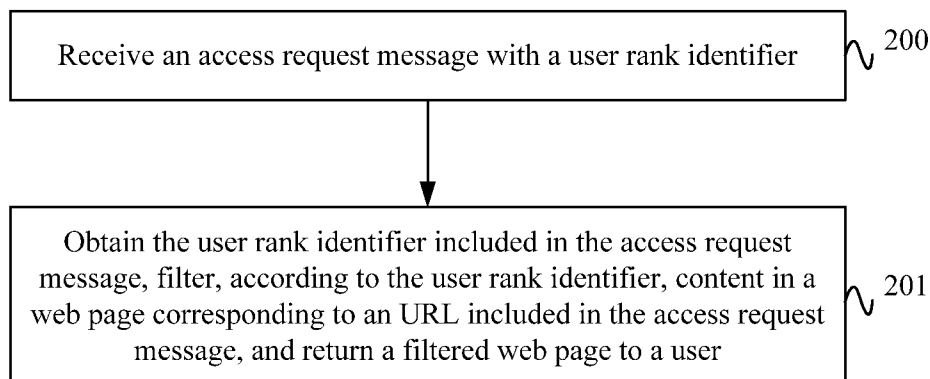 Receive an access request message with a user rank identifier
200
Obtain the user rank identifier included in the access request
message, filter, according to the user rank identifier, content in a
web page corresponding to an URL included in the access request
message, and return a filtered web page to a user
201